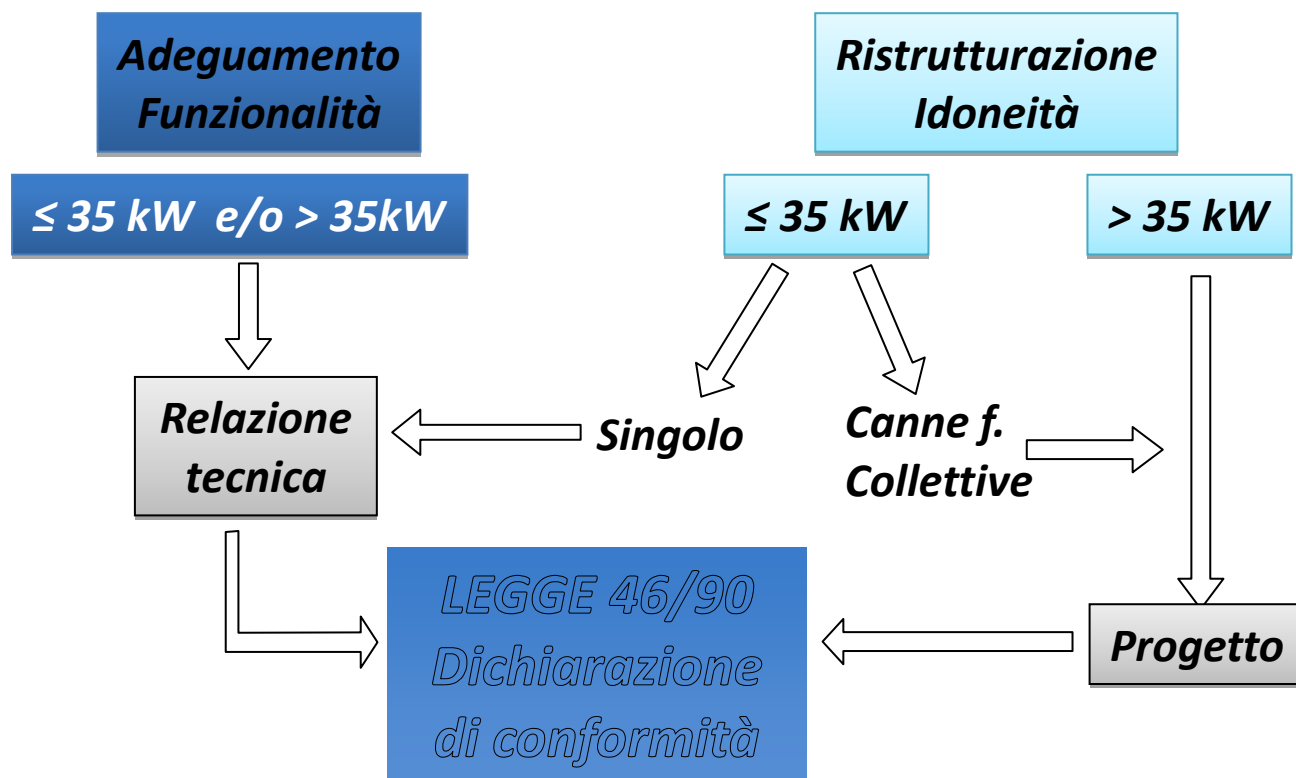 Adeguamento
Funzionalità
Ristrutturazione
Idoneità
≤ 35 kW e/o > 35kW
≤ 35 kW
> 35 kW
Relazione
tecnica
Singolo
Canne f.
Collettive
LEGGE 46/90
Dichiarazione
di conformità
Progetto